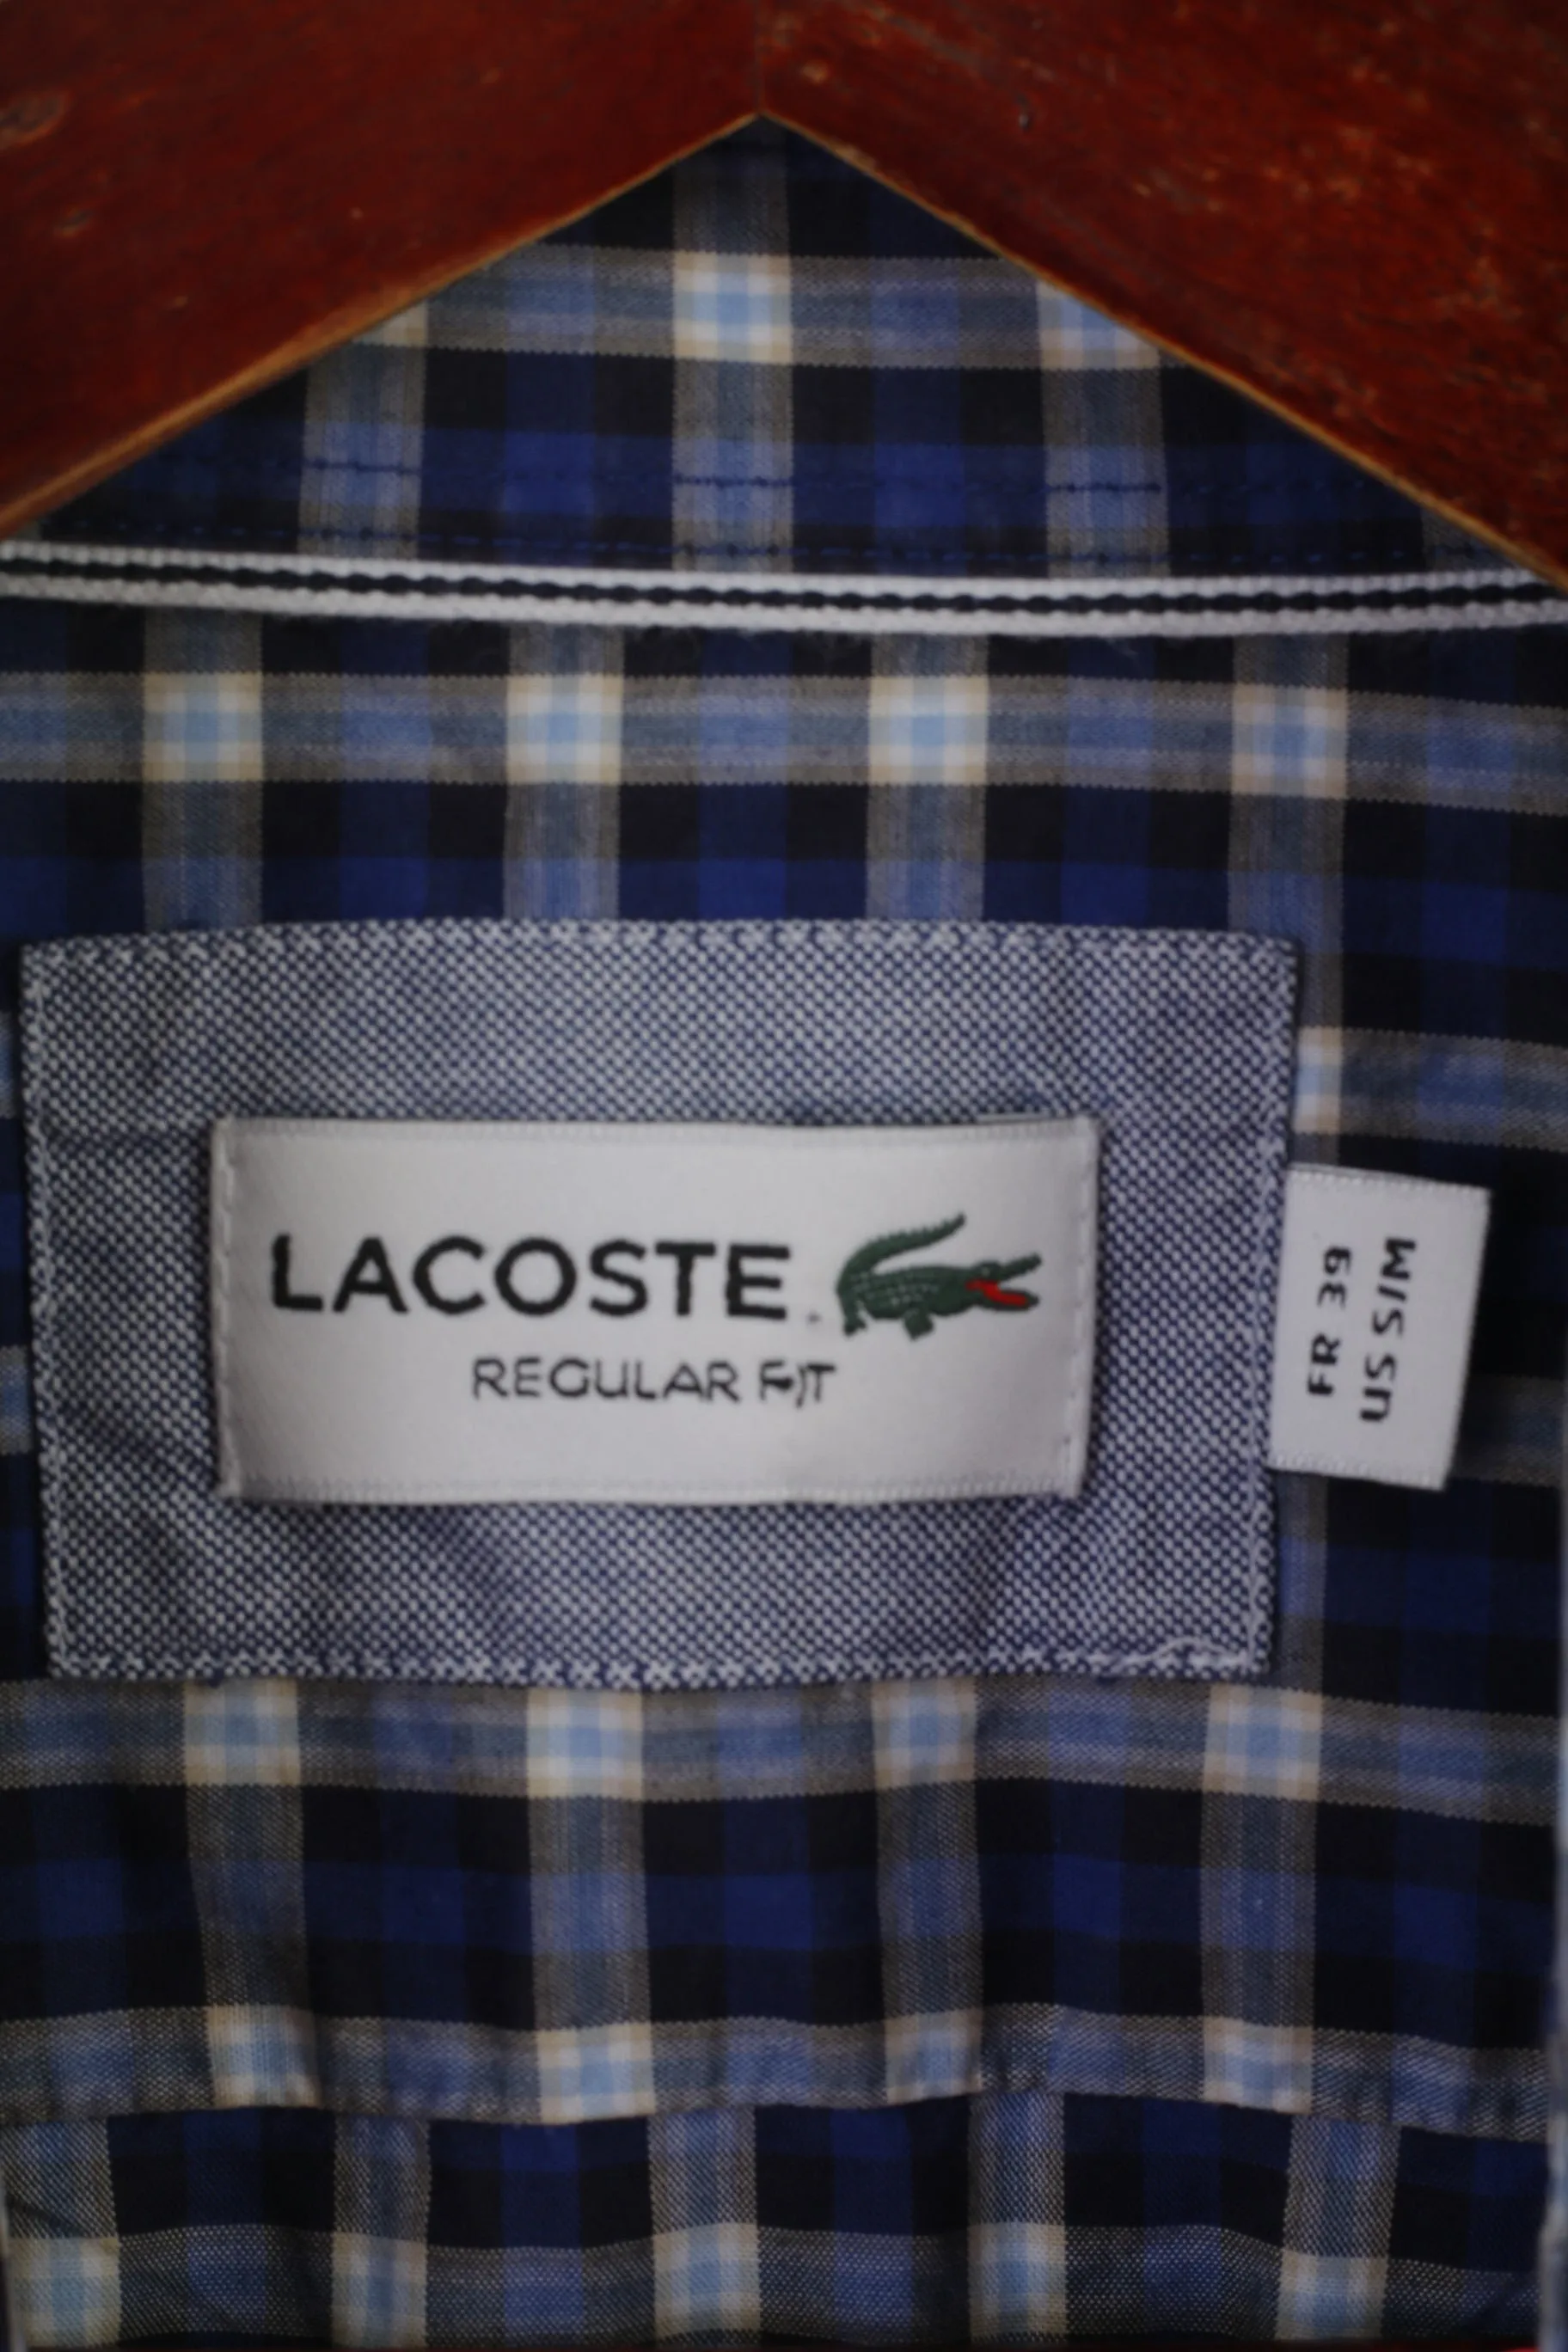 LACOSTE
REGULAR FIT
FR 39
US S/M